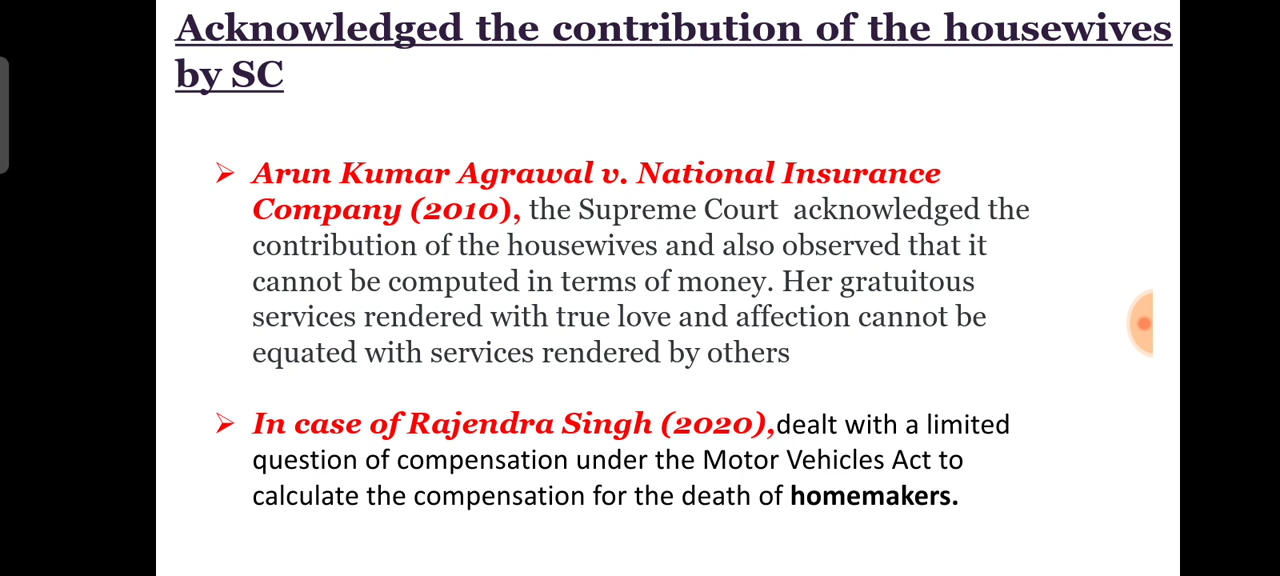 Acknowledged the contribution of the housewives
by SC
➢ Arun Kumar Agrawal v. National Insurance
Company (2010), the Supreme Court acknowledged the
contribution of the housewives and also observed that it
cannot be computed in terms of money. Her gratuitous
services rendered with true love and affection cannot be
equated with services rendered by others
➢ In case of Rajendra Singh (2020),dealt with a limited
question of compensation under the Motor Vehicles Act to
calculate the compensation for the death of homemakers.